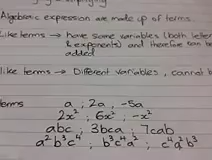 Algebraic expression are made up of terms.
Like terms → have same variables (both letter
& exponents) and therefore can be
added
like terms → Different variables, cannot b
terms a ; 2a ; -5a
2x² ; 6x² ; -x²
abc ; 3bca ; 7cab
a²b³c⁴ ; b³c⁴a² ; c⁴a²b³